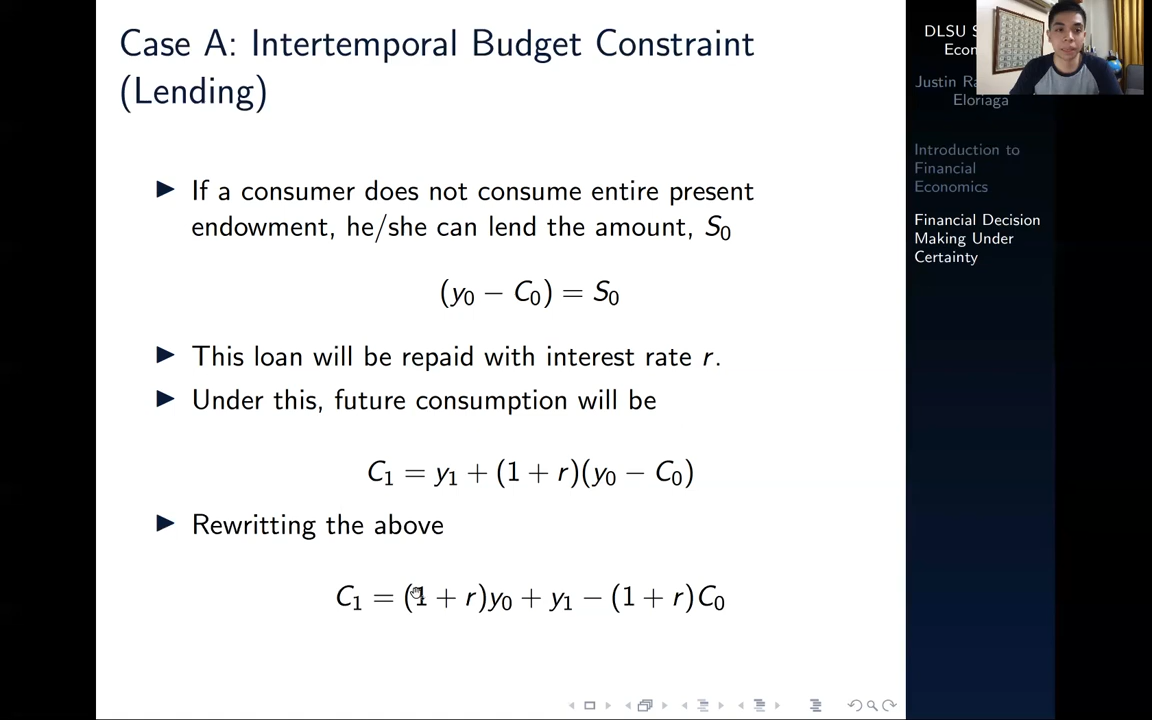 Case A: Intertemporal Budget Constraint
(Lending)
If a consumer does not consume entire present
endowment, he/she can lend the amount, S₀
(y₀ − C₀) = S₀
This loan will be repaid with interest rate r.
Under this, future consumption will be
C₁ = y₁ + (1 + r)(y₀ − C₀)
Rewritting the above
C₁ = (1 + r)y₀ + y₁ − (1 + r)C₀
DLSU
Justin
Eloriaga
Introduction to
Financial
Economics
Financial Decision
Making Under
Certainty